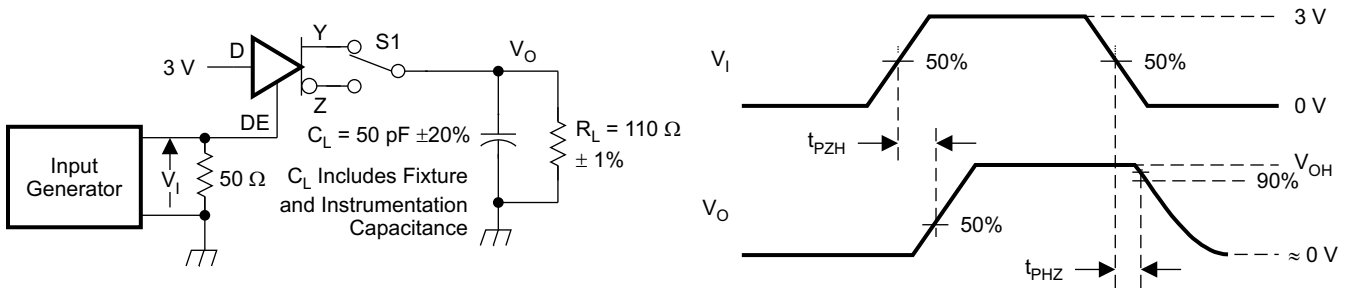 3 V
D
Y
S1
Z
DE
V_O
Input
Generator
V_I
50 Ω
C_L = 50 pF ±20%
C_L Includes Fixture
and Instrumentation
Capacitance
R_L = 110 Ω
± 1%
V_I
50%
50%
3 V
0 V
t_PZH
V_O
50%
V_OH
90%
≈ 0 V
t_PHZ